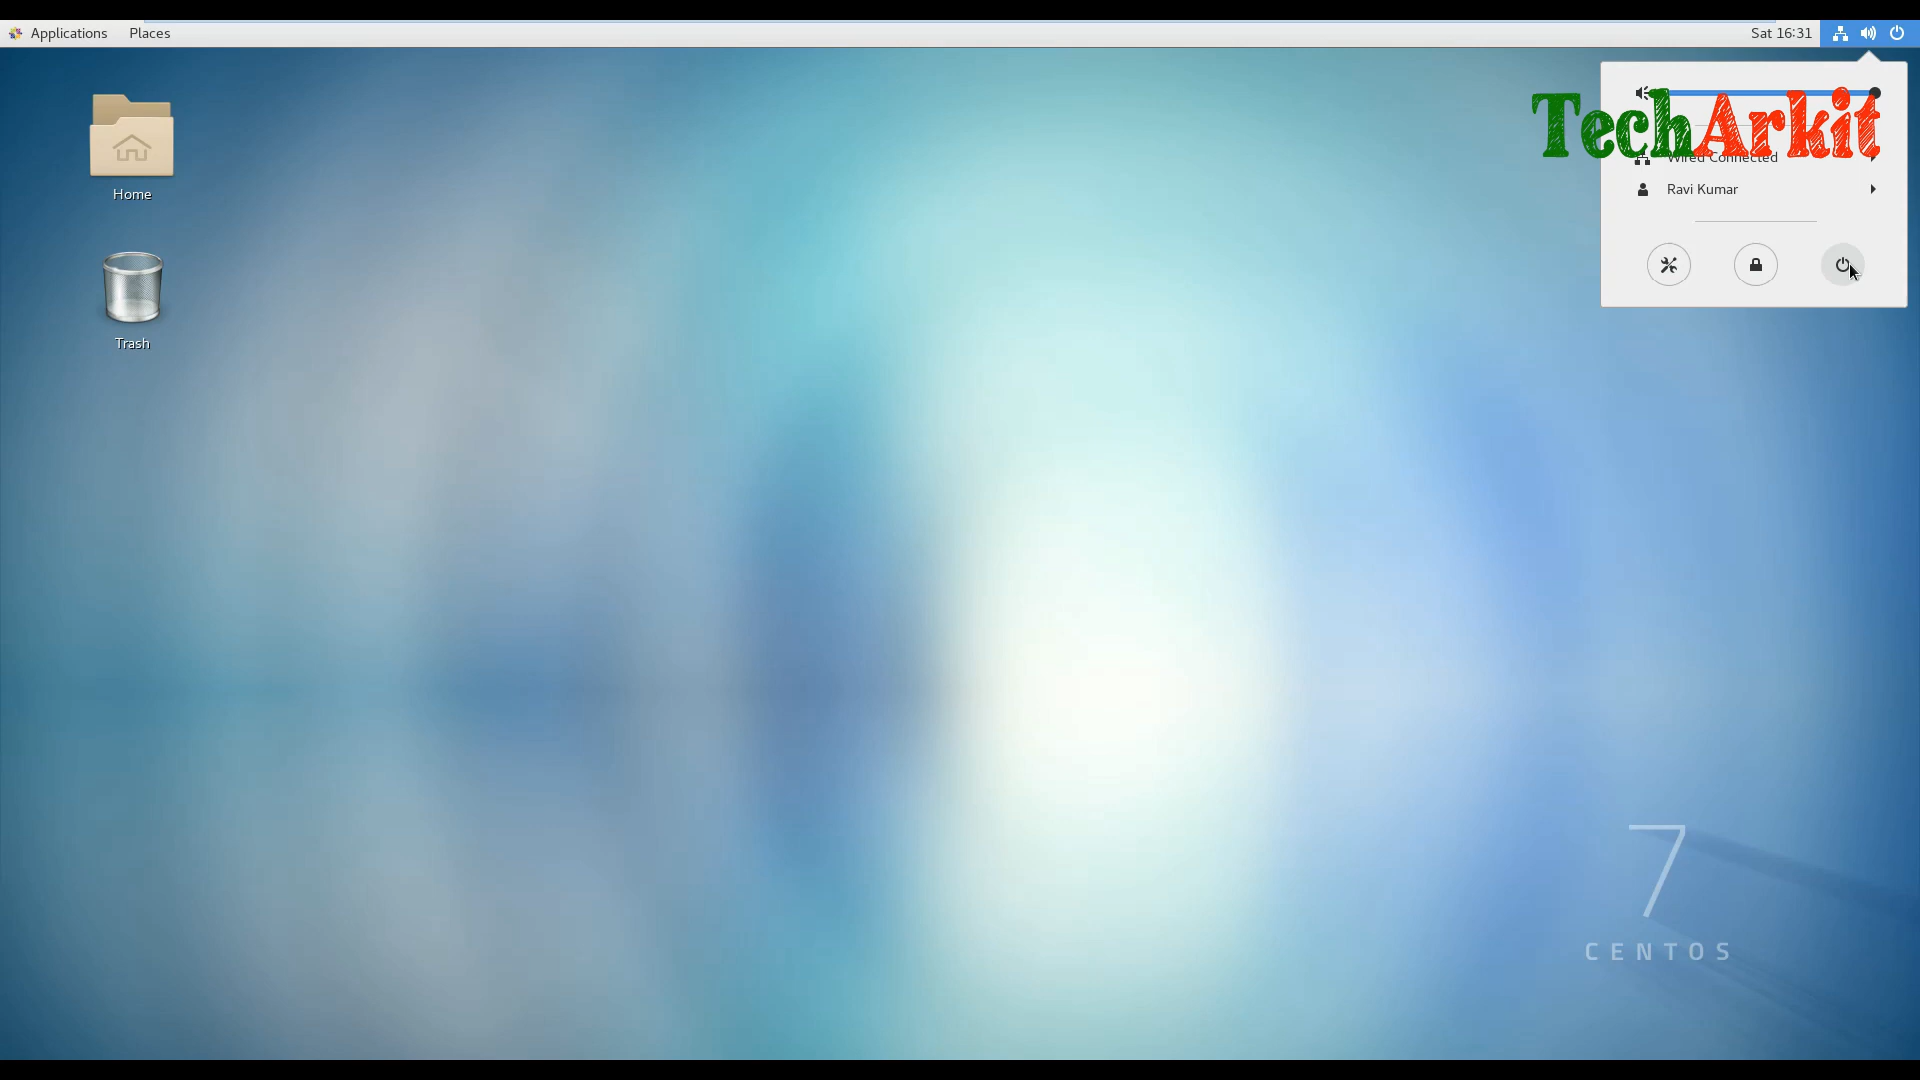 Applications Places Sat 16:31
TechArkit
Wired Connected
Ravi Kumar
Home
Trash
7
CENTOS